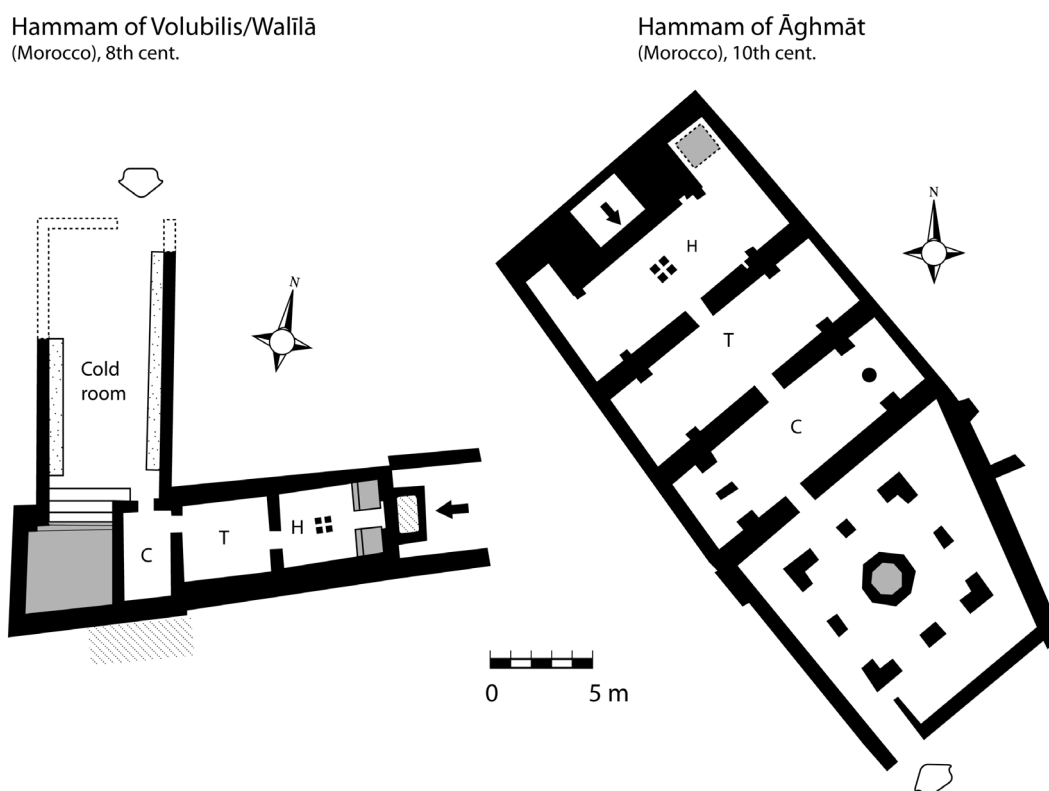 Hammam of Volubilis/Walīlā
(Morocco), 8th cent.
Hammam of Āghmāt
(Morocco), 10th cent.
N
Cold
room
C
T
H
N
H
T
C
0
5 m